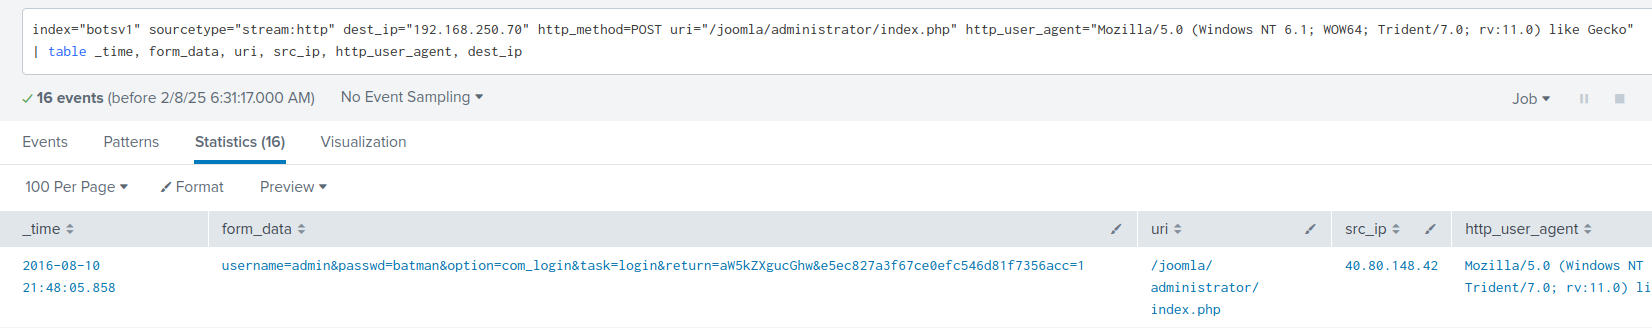 index="botsv1" sourcetype="stream:http" dest_ip="192.168.250.70" http_method=POST uri="/joomla/administrator/index.php" http_user_agent="Mozilla/5.0 (Windows NT 6.1; WOW64; Trident/7.0; rv:11.0) like Gecko"
| table _time, form_data, uri, src_ip, http_user_agent, dest_ip
16 events (before 2/8/25 6:31:17.000 AM) No Event Sampling Job
Events Patterns Statistics (16) Visualization
100 Per Page Format Preview
_time form_data uri src_ip http_user_agent
2016-08-10 username=admin&passwd=batman&option=com_login&task=login&return=aW5kZXgucGhw&e5ec827a3f67ce0efc546d81f7356acc=1 /joomla/ 40.80.148.42 Mozilla/5.0 (Windows NT
21:48:05.858 administrator/ Trident/7.0; rv:11.0) li
index.php